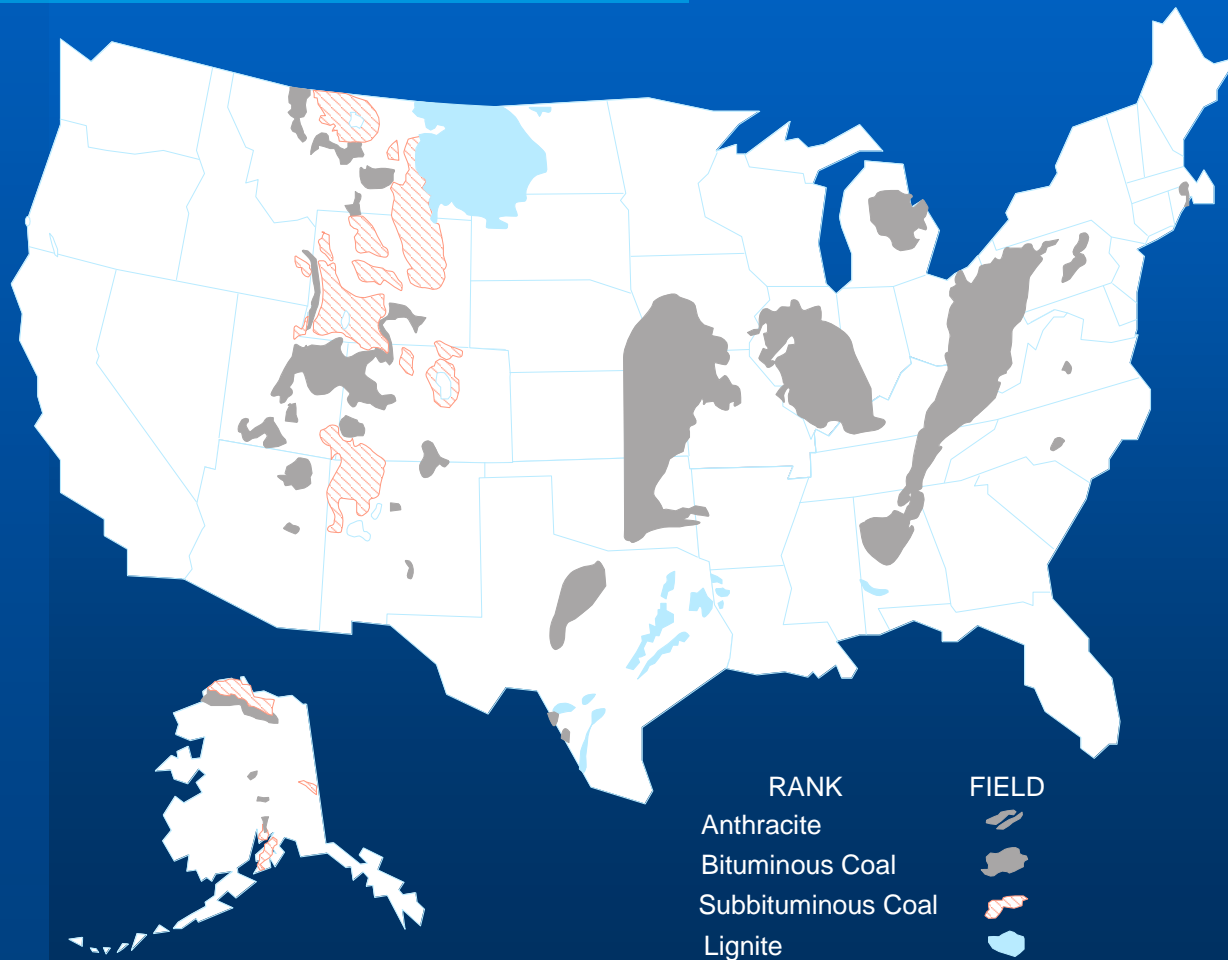 RANK FIELD
Anthracite
Bituminous Coal
Subbituminous Coal
Lignite